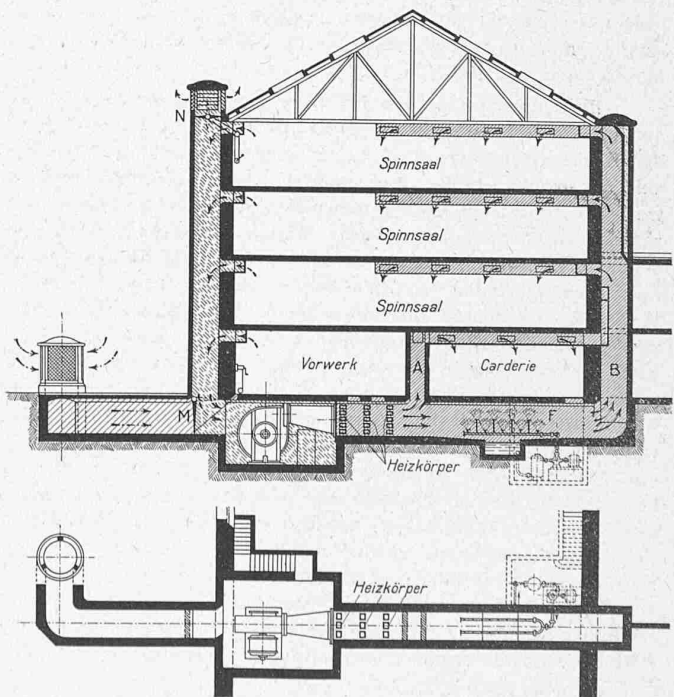 N
Spinnsaal
Spinnsaal
Spinnsaal
Vorwerk
A
Carderie
B
M
F
Heizkörper
Heizkörper